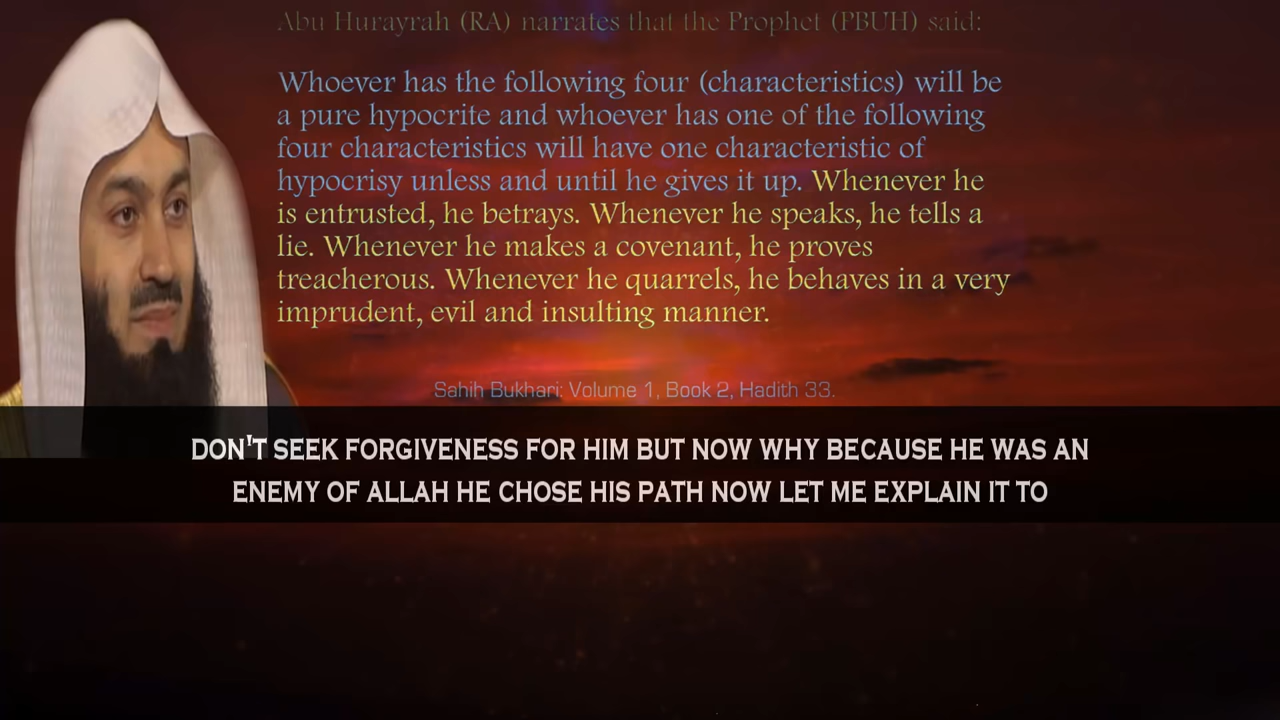 Abu Hurayrah (RA) narrates that the Prophet (PBUH) said:
Whoever has the following four (characteristics) will be
a pure hypocrite and whoever has one of the following
four characteristics will have one characteristic of
hypocrisy unless and until he gives it up. Whenever he
is entrusted, he betrays. Whenever he speaks, he tells a
lie. Whenever he makes a covenant, he proves
treacherous. Whenever he quarrels, he behaves in a very
imprudent, evil and insulting manner.
Sahih Bukhari: Volume 1, Book 2, Hadith 33.
DON'T SEEK FORGIVENESS FOR HIM BUT NOW WHY BECAUSE HE WAS AN
ENEMY OF ALLAH HE CHOSE HIS PATH NOW LET ME EXPLAIN IT TO